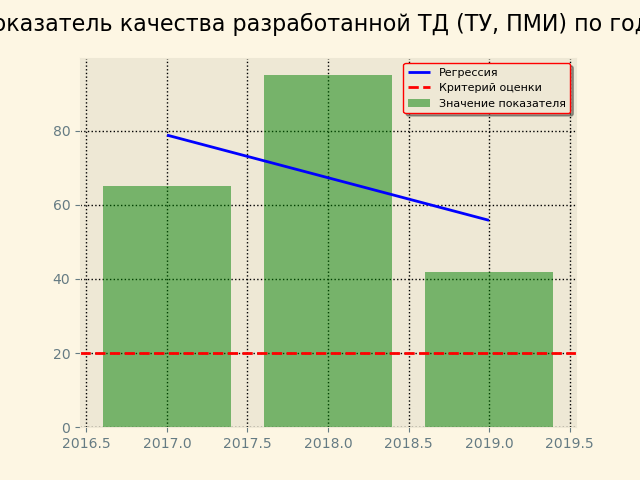 оказатель качества разработанной ТД (ТУ, ПМИ) по год
Регрессия
Критерий оценки
Значение показателя
80
60
40
20
0
2016.5 2017.0 2017.5 2018.0 2018.5 2019.0 2019.5